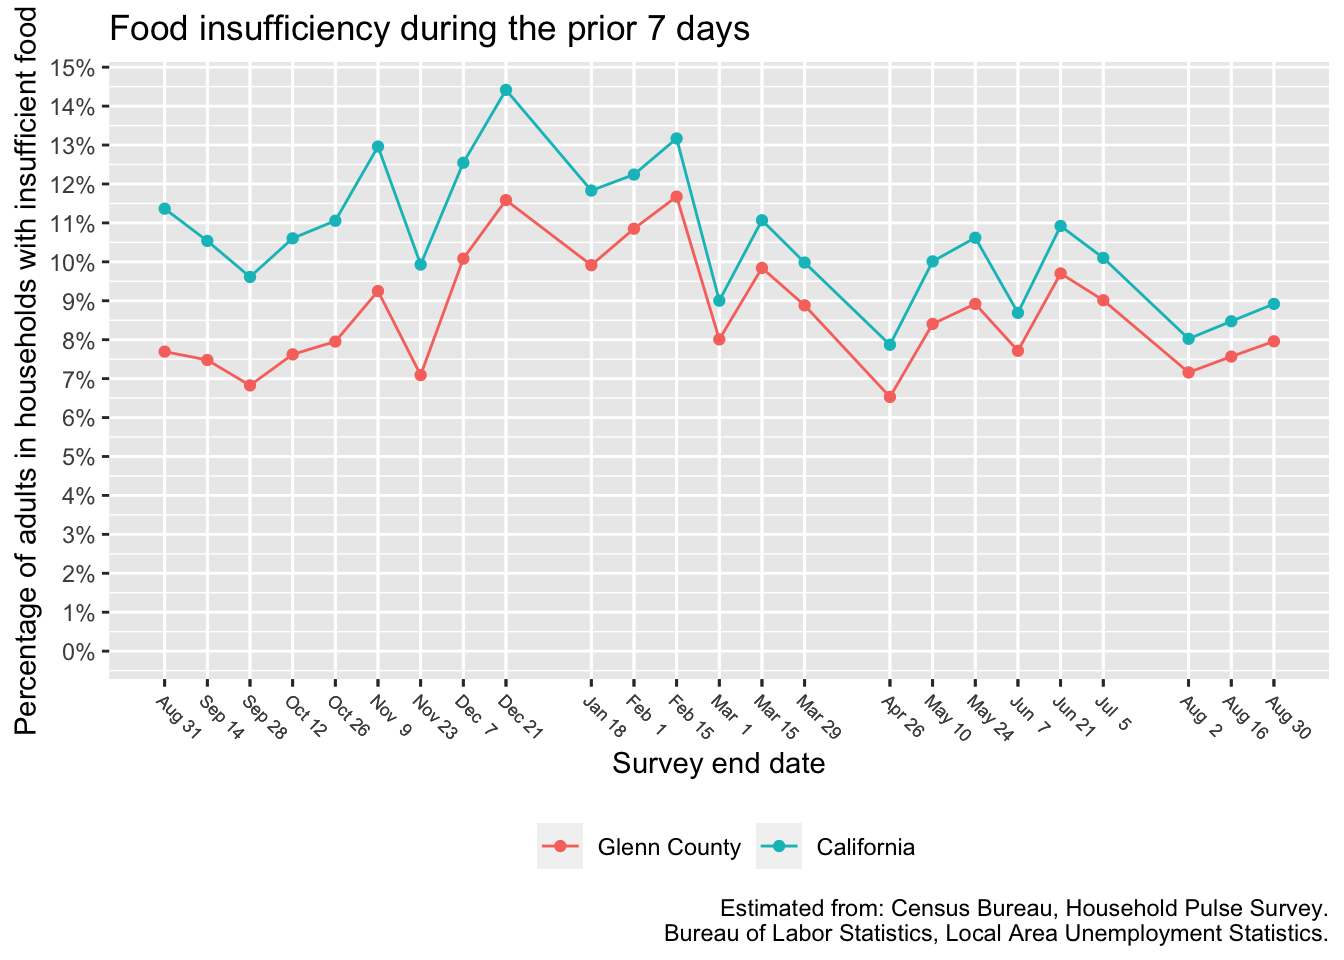 Food insufficiency during the prior 7 days
Percentage of adults in households with insufficient food
15%
14%
13%
12%
11%
10%
9%
8%
7%
6%
5%
4%
3%
2%
1%
0%
Aug 31
Sep 14
Sep 28
Oct 12
Oct 26
Nov 9
Nov 23
Dec 7
Dec 21
Jan 18
Feb 1
Feb 15
Mar 1
Mar 15
Mar 29
Apr 26
May 10
May 24
Jun 7
Jun 21
Jul 5
Aug 2
Aug 16
Aug 30
Survey end date
Glenn County
California
Estimated from: Census Bureau, Household Pulse Survey.
Bureau of Labor Statistics, Local Area Unemployment Statistics.